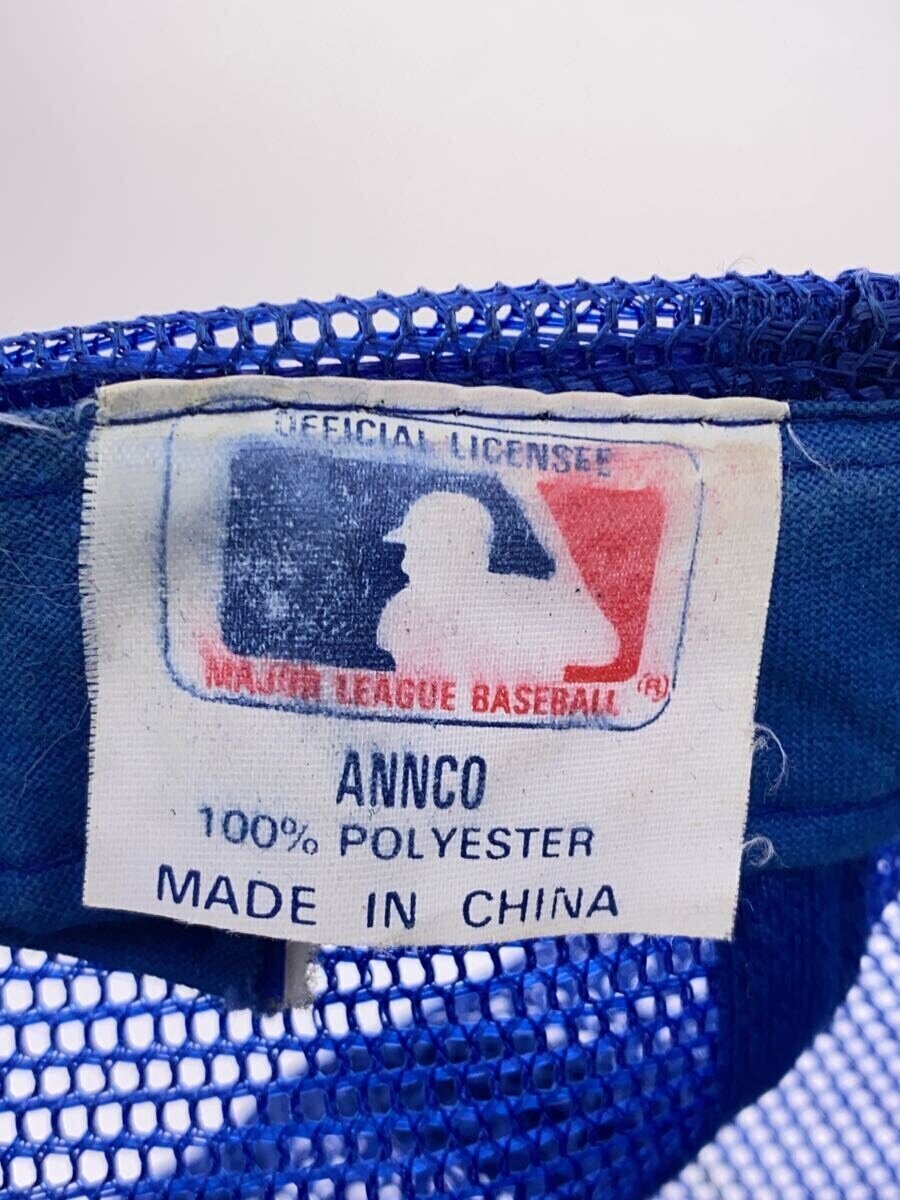 OFFICIAL LICENSEE
MAJOR LEAGUE BASEBALL (R)
ANNCO
100% POLYESTER
MADE IN CHINA